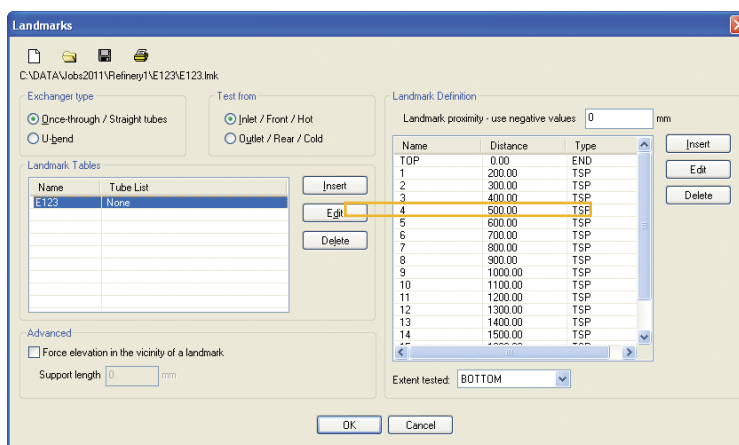 Landmarks
C:\DATA\Jobs2011\Refinery1\E123\E123.lmk
Exchanger type
Once-through / Straight tubes
U-bend
Test from
Inlet / Front / Hot
Outlet / Rear / Cold
Landmark Tables
Name Tube List
E123 None
Insert
Edit
Delete
Advanced
Force elevation in the vicinity of a landmark
Support length 0 mm
Landmark Definition
Landmark proximity - use negative values 0 mm
Name Distance Type
TOP 0.00 END
1 200.00 TSP
2 300.00 TSP
3 400.00 TSP
4 500.00 TSP
5 600.00 TSP
6 700.00 TSP
7 800.00 TSP
8 900.00 TSP
9 1000.00 TSP
10 1100.00 TSP
11 1200.00 TSP
12 1300.00 TSP
13 1400.00 TSP
14 1500.00 TSP
Insert
Edit
Delete
Extent tested: BOTTOM
OK Cancel